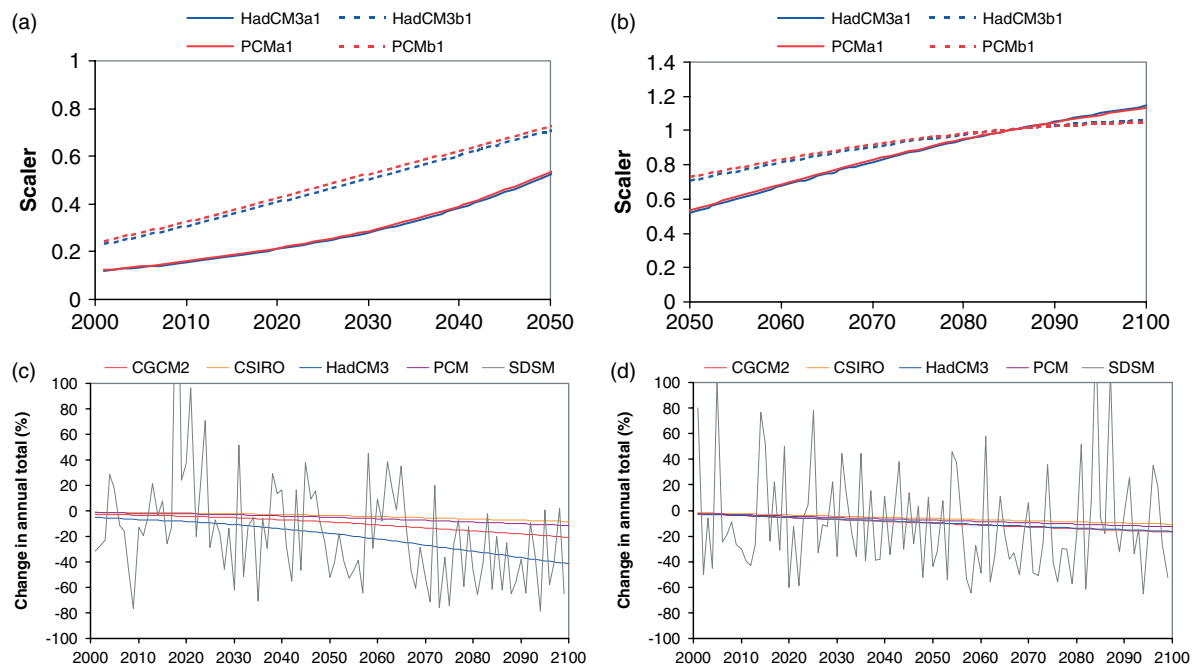 (a)
HadCM3a1 HadCM3b1
PCMa1 PCMb1
1
0.8
0.6
0.4
0.2
0
Scaler
2000 2010 2020 2030 2040 2050
(b)
HadCM3a1 HadCM3b1
PCMa1 PCMb1
1.4
1.2
1.0
0.8
0.6
0.4
0.2
0
Scaler
2050 2060 2070 2080 2090 2100
(c)
CGCM2 CSIRO HadCM3 PCM SDSM
100
80
60
40
20
0
-20
-40
-60
-80
-100
Change in annual total (%)
2000 2010 2020 2030 2040 2050 2060 2070 2080 2090 2100
(d)
CGCM2 CSIRO HadCM3 PCM SDSM
100
80
60
40
20
0
-20
-40
-60
-80
-100
Change in annual total (%)
2000 2010 2020 2030 2040 2050 2060 2070 2080 2090 2100